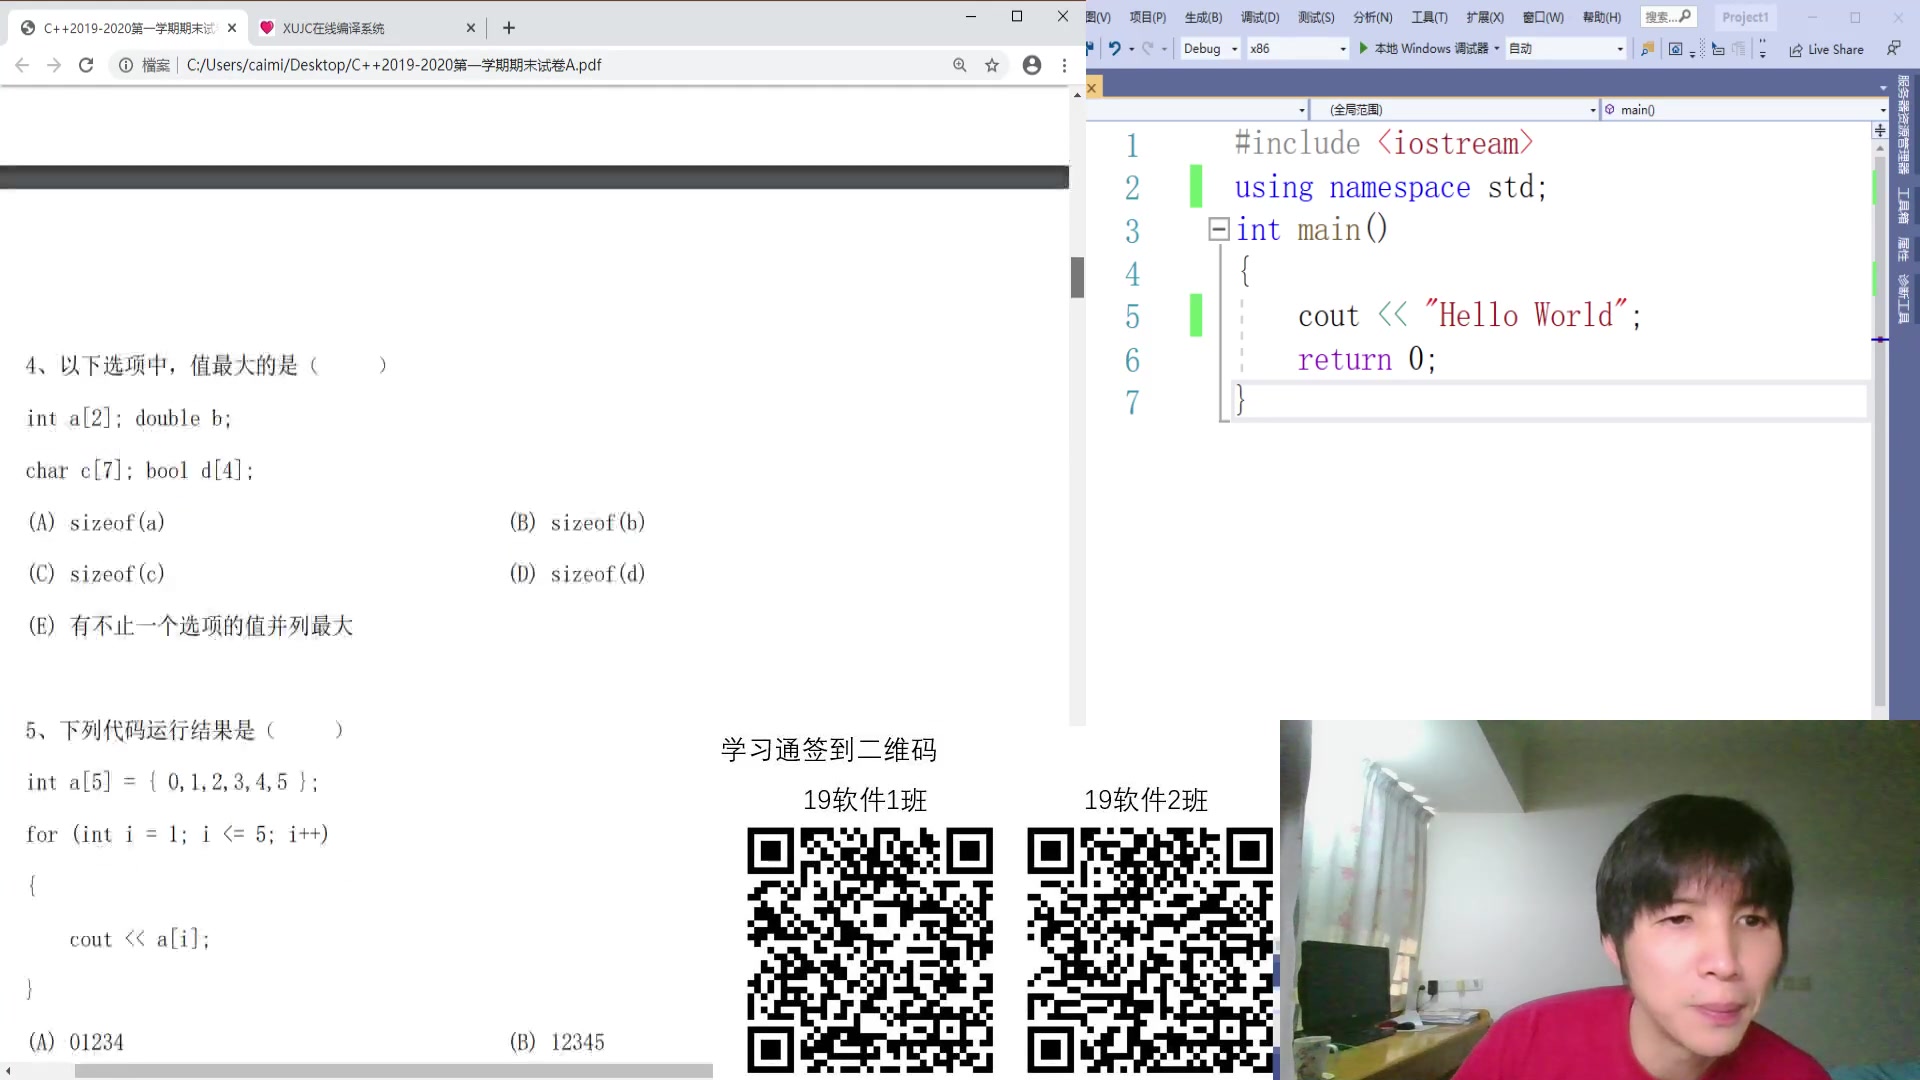 C++2019-2020第一学期期末试
XUJC在线编译系统
檔案
C:/Users/caimi/Desktop/C++2019-2020第一学期期末试卷A.pdf
4、以下选项中，值最大的是（ ）
int a[2]; double b;
char c[7]; bool d[4];
(A) sizeof(a)
(B) sizeof(b)
(C) sizeof(c)
(D) sizeof(d)
(E) 有不止一个选项的值并列最大
5、下列代码运行结果是（ ）
int a[5] = { 0,1,2,3,4,5 };
for (int i = 1; i <= 5; i++)
{
cout << a[i];
}
(A) 01234
(B) 12345
图(V) 项目(P) 生成(B) 调试(D) 测试(S) 分析(N) 工具(T) 扩展(X) 窗口(W) 帮助(H) 搜索... Project1
Debug x86 本地 Windows 调试器 自动 Live Share
(全局范围) main()
1 #include <iostream>
2 using namespace std;
3 int main()
4 {
5 cout << "Hello World";
6 return 0;
7 }
服务器资源管理器
工具箱
属性
诊断工具
学习通签到二维码
19软件1班
19软件2班